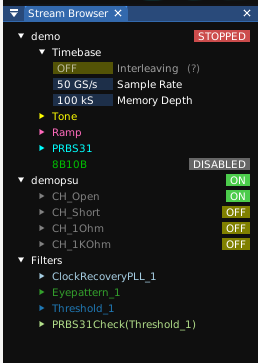 Stream Browser
demo STOPPED
Timebase
OFF Interleaving (?)
50 GS/s Sample Rate
100 kS Memory Depth
Tone
Ramp
PRBS31
8B10B DISABLED
demopsu ON
CH_Open ON
CH_Short OFF
CH_1Ohm OFF
CH_1KOhm OFF
Filters
ClockRecoveryPLL_1
Eyepattern_1
Threshold_1
PRBS31Check(Threshold_1)